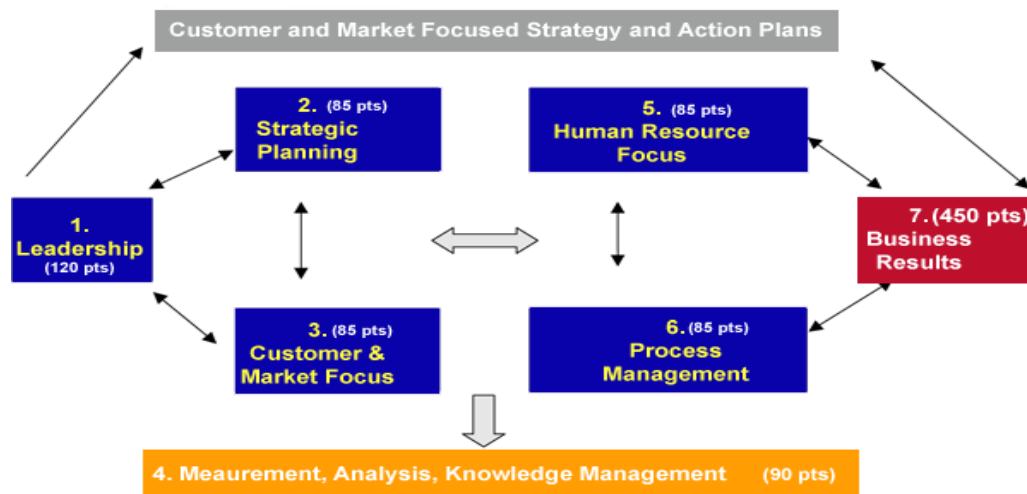 Customer and Market Focused Strategy and Action Plans
2. (85 pts)
Strategic
Planning
5. (85 pts)
Human Resource
Focus
1.
Leadership
(120 pts)
7. (450 pts)
Business
Results
3. (85 pts)
Customer &
Market Focus
6. (85 pts)
Process
Management
4. Meaurement, Analysis, Knowledge Management (90 pts)